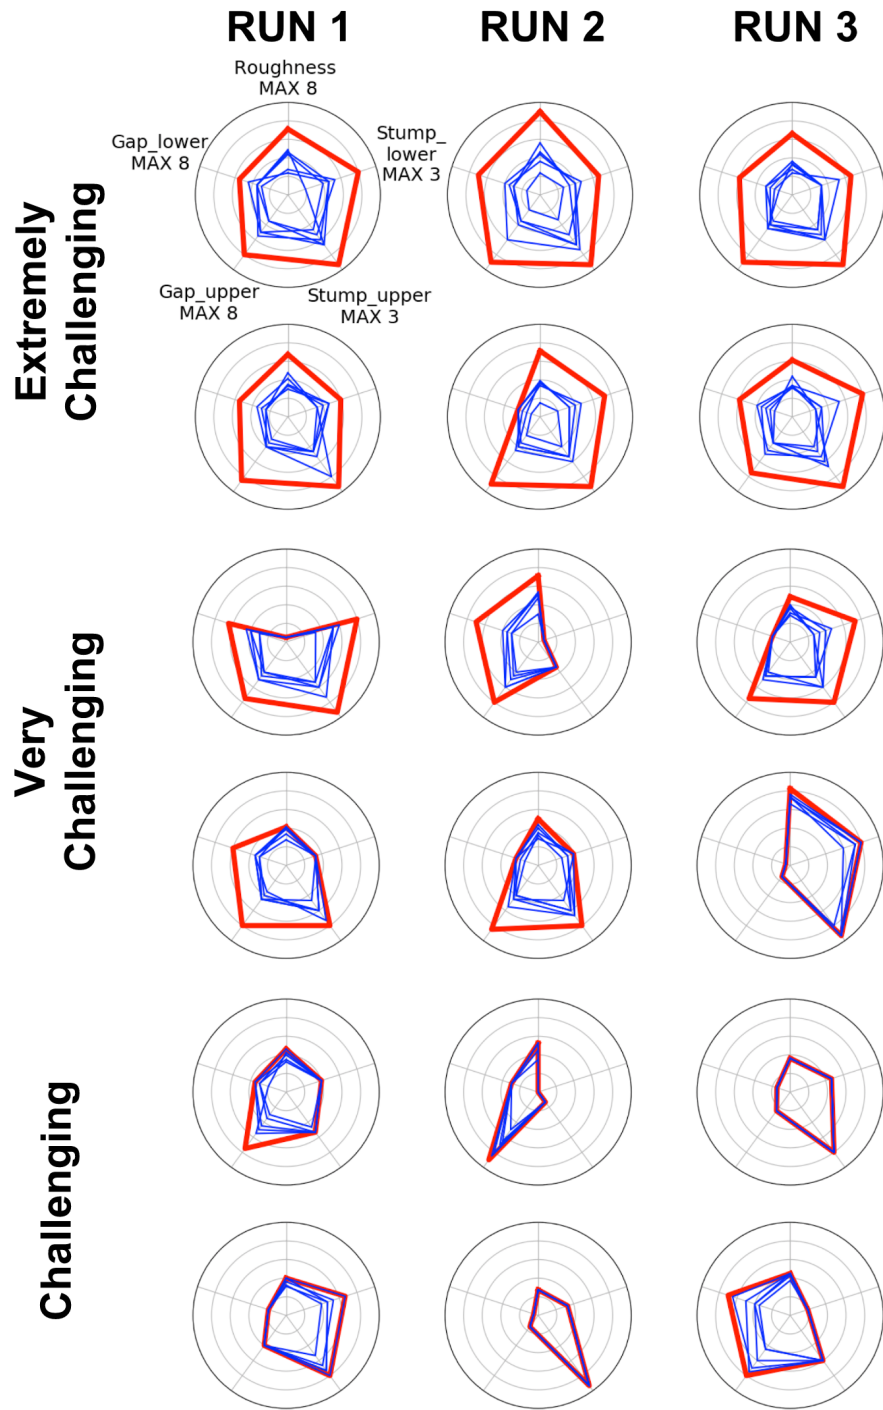 RUN 1
RUN 2
RUN 3
Roughness
MAX 8
Gap_lower
MAX 8
Stump_
lower
MAX 3
Gap_upper
MAX 8
Stump_upper
MAX 3
Extremely
Challenging
Very
Challenging
Challenging